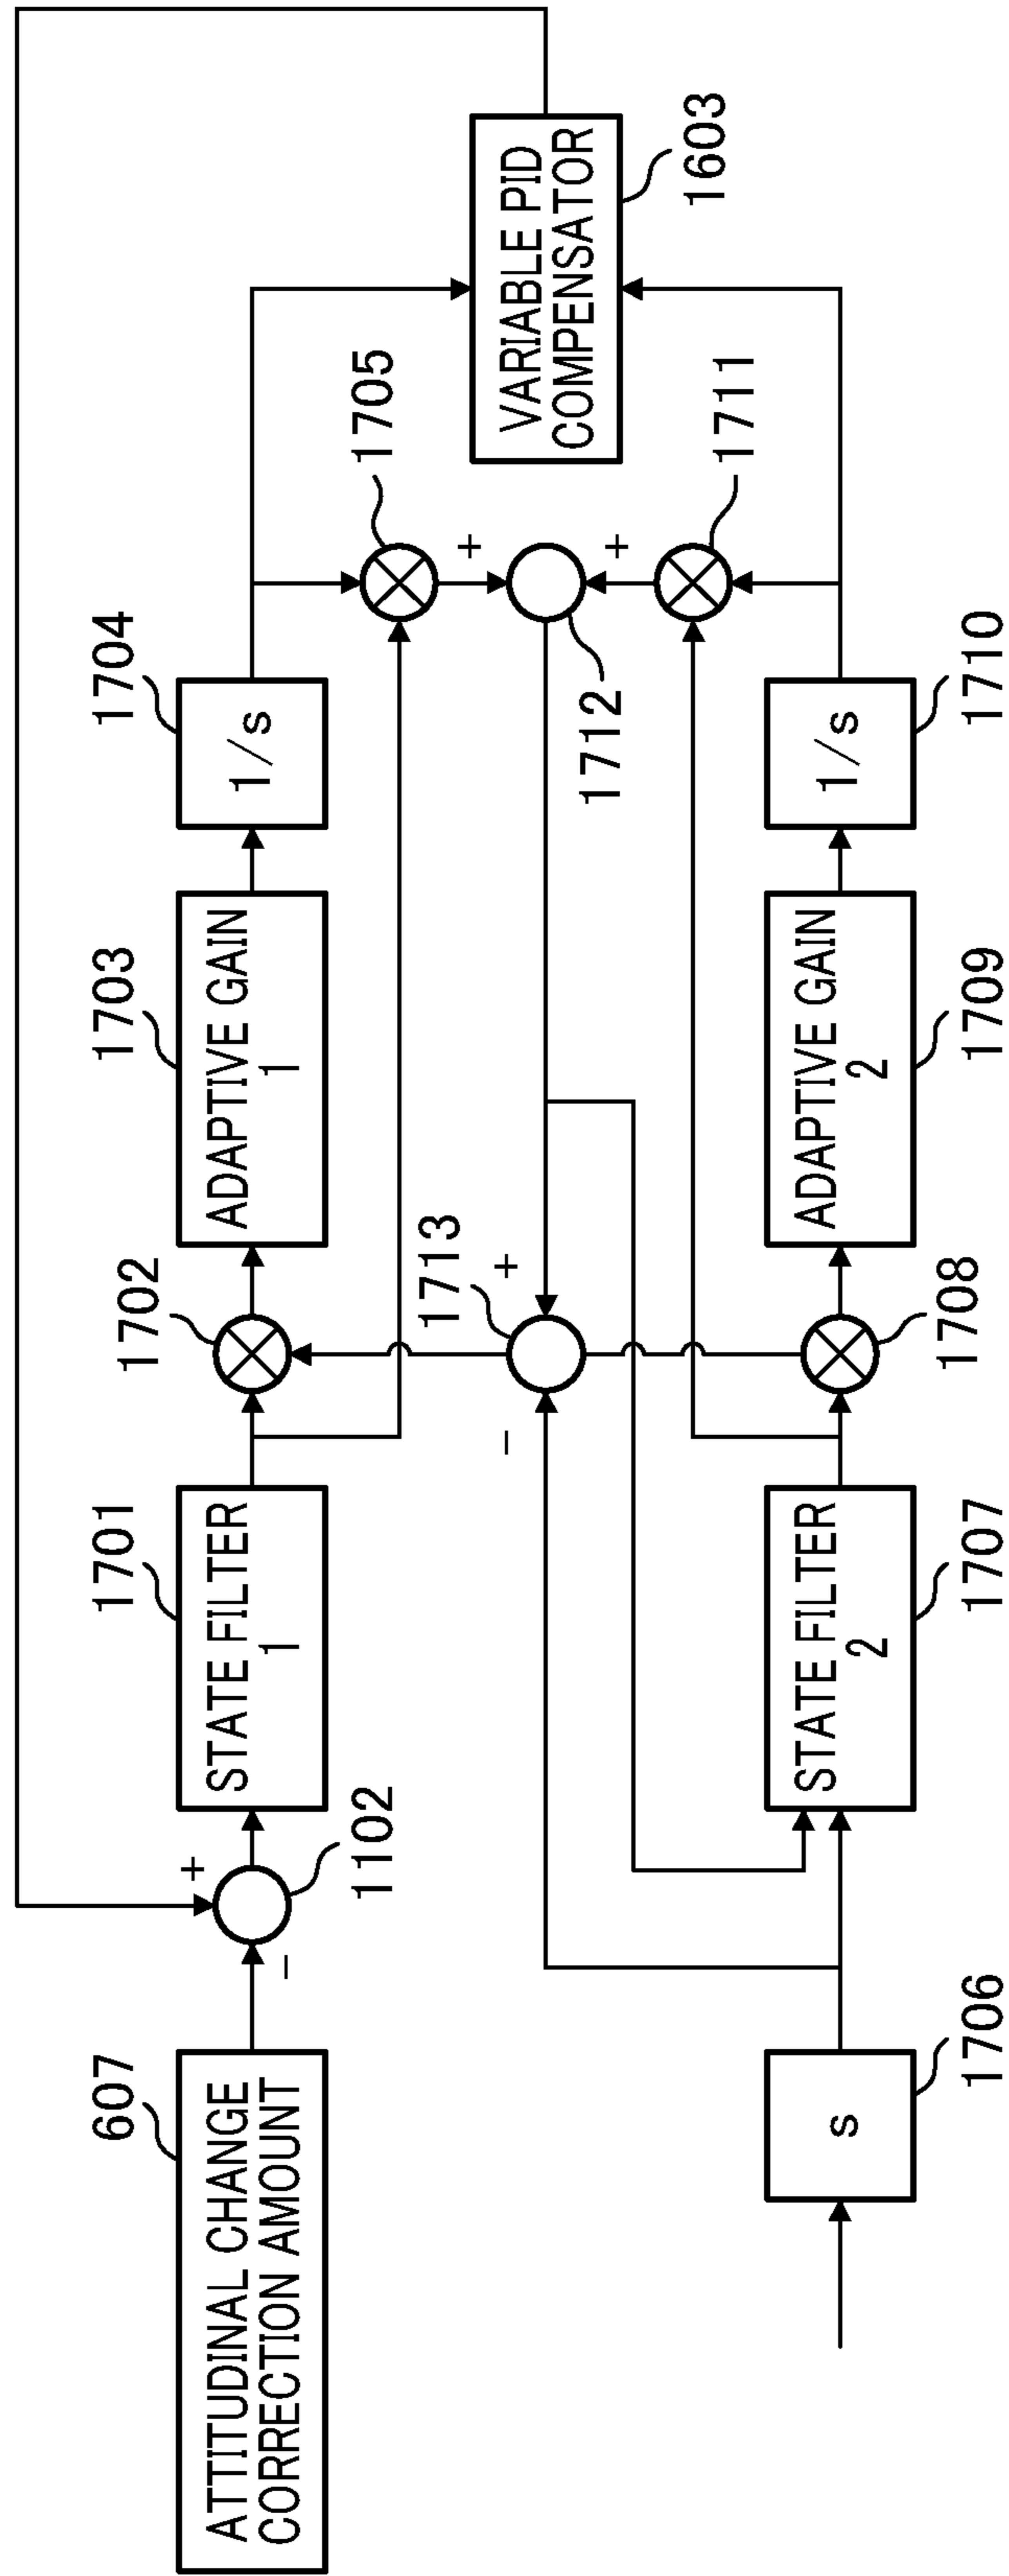 607
ATTITUDINAL CHANGE
CORRECTION AMOUNT
+
−
1102
1701
STATE FILTER
1
1702
1703
ADAPTIVE GAIN
1
1704
1/s
1705
+
1712
+
1711
VARIABLE PID
COMPENSATOR
1603
1713
+
−
1706
s
1707
STATE FILTER
2
1708
1709
ADAPTIVE GAIN
2
1710
1/s